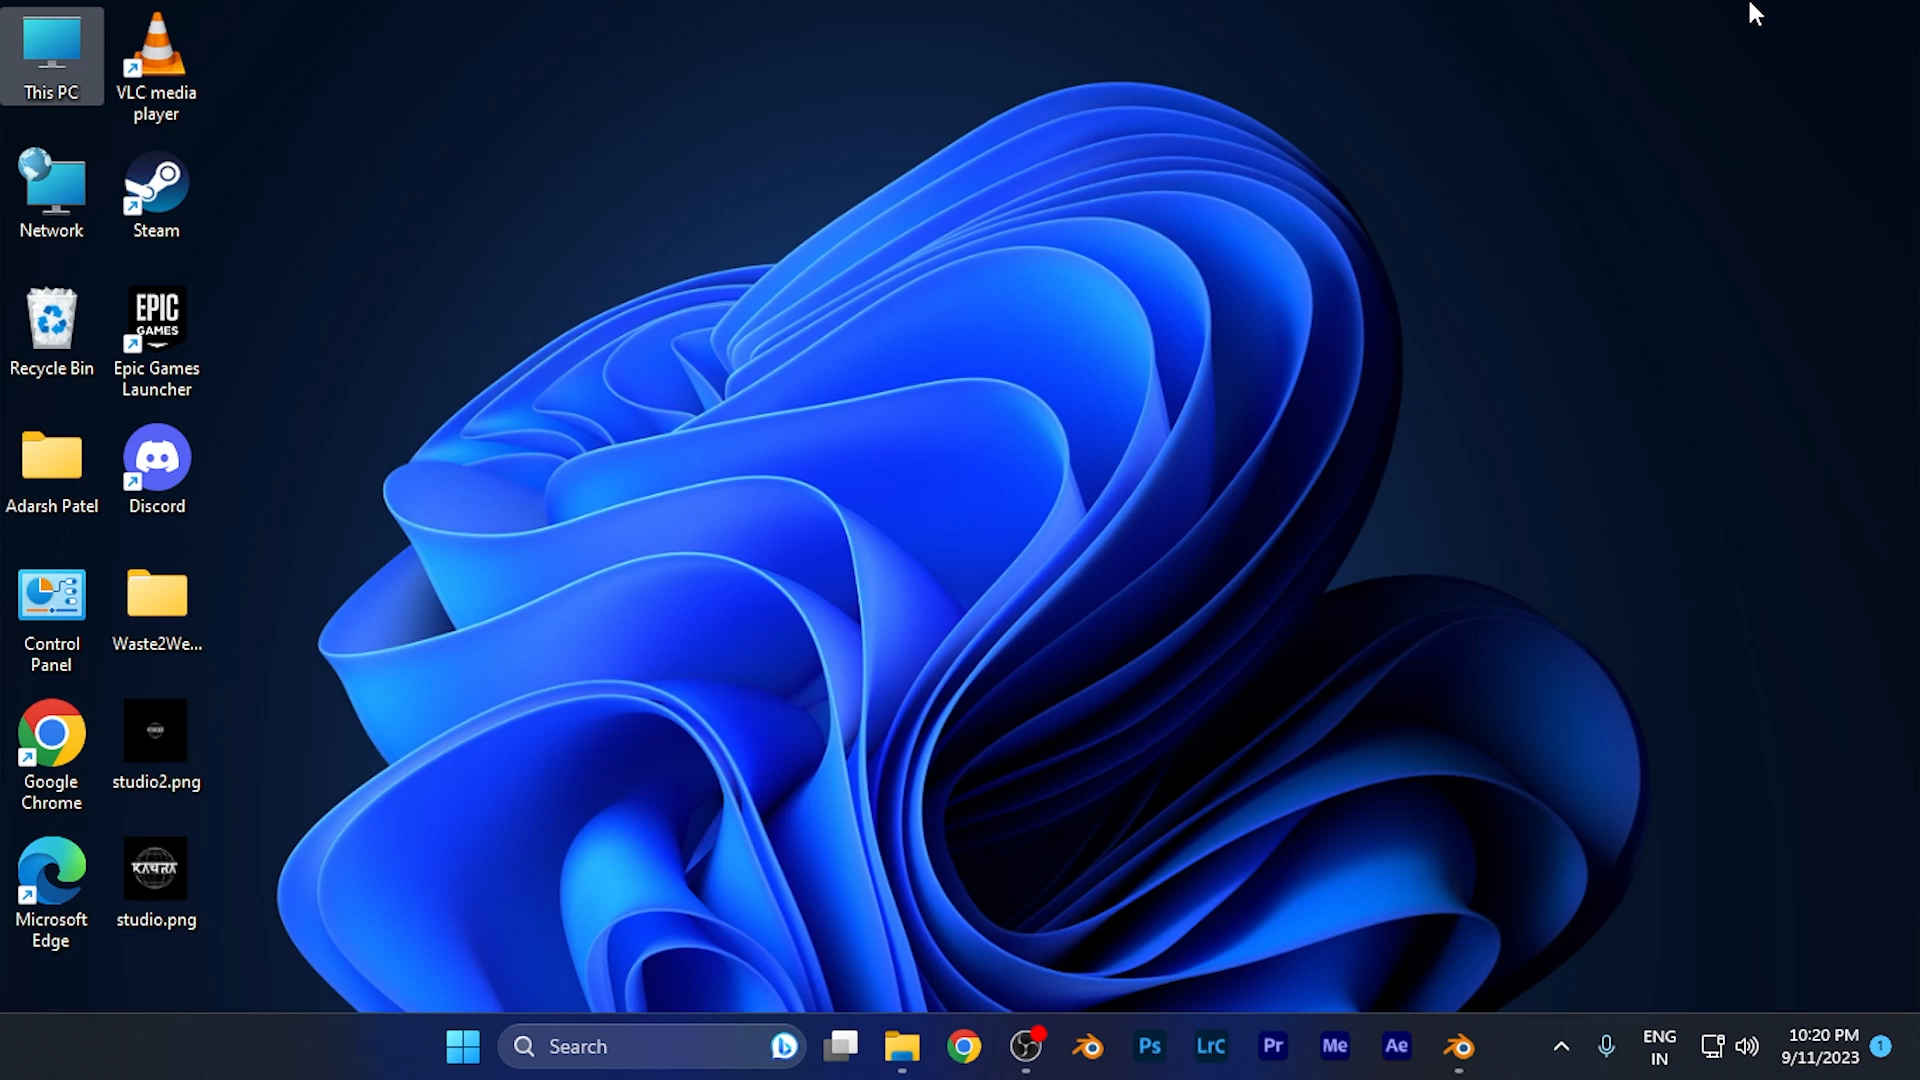 This PC
VLC media
player
Network
Steam
Recycle Bin
EPIC
GAMES
Epic Games
Launcher
Adarsh Patel
Discord
Control
Panel
Waste2We...
Google
Chrome
studio2.png
Microsoft
Edge
studio.png
Search
Ps
LrC
Pr
Me
Ae
ENG
IN
10:20 PM
9/11/2023
1